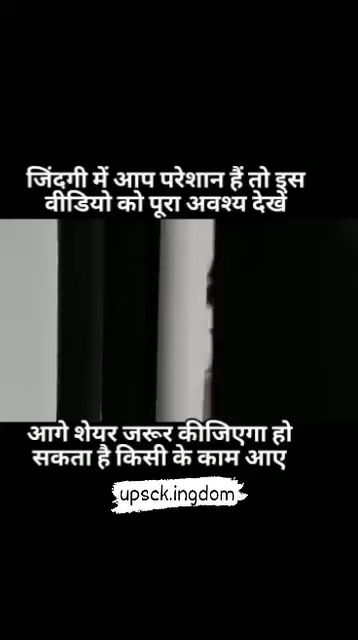 जिंदगी में आप परेशान हैं तो इस
वीडियो को पूरा अवश्य देखें
आगे शेयर जरूर कीजिएगा हो
सकता है किसी के काम आए
upsck.ingdom